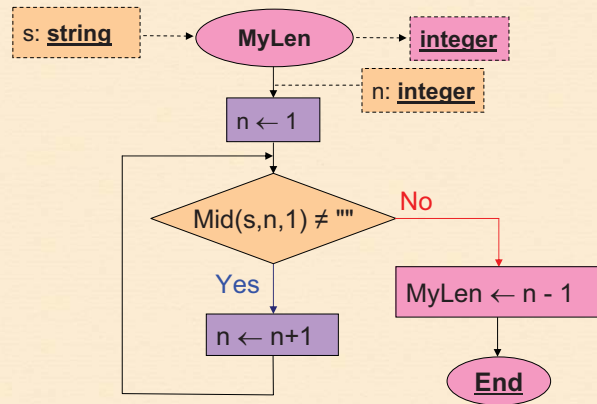 s: string
MyLen
integer
n: integer
n ← 1
Mid(s,n,1) ≠ ""
No
Yes
MyLen ← n - 1
n ← n+1
End